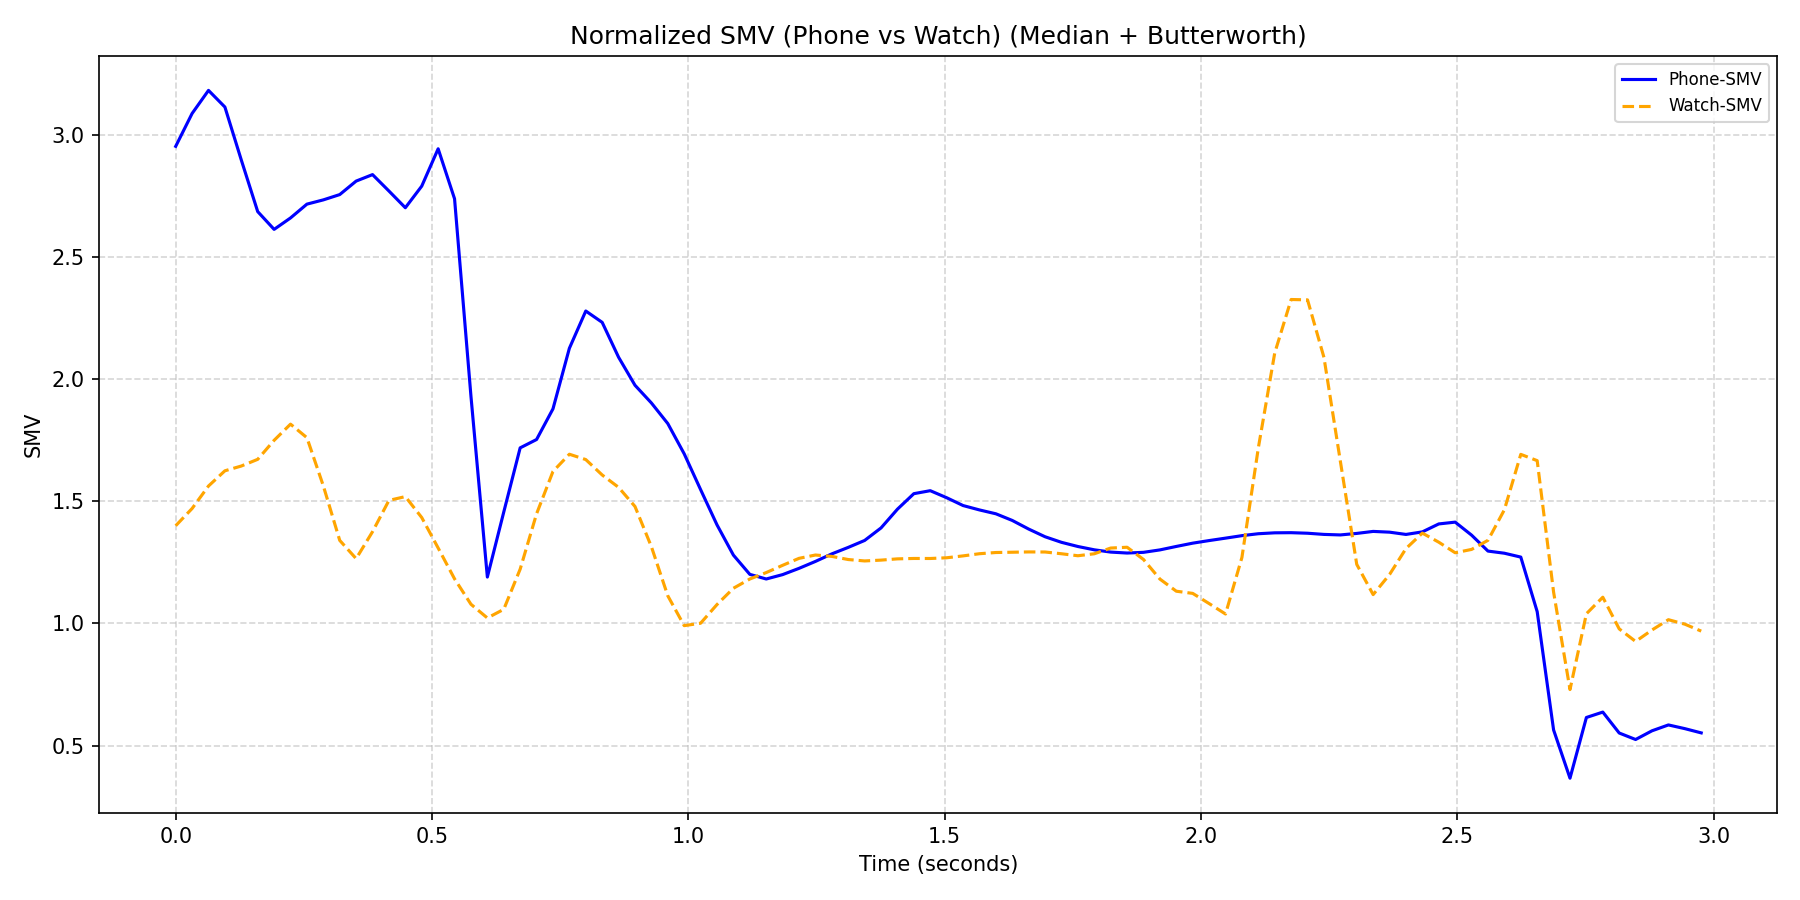 Normalized SMV (Phone vs Watch) (Median + Butterworth)
Phone-SMV
Watch-SMV
SMV
3.0
2.5
2.0
1.5
1.0
0.5
0.0 0.5 1.0 1.5 2.0 2.5 3.0
Time (seconds)